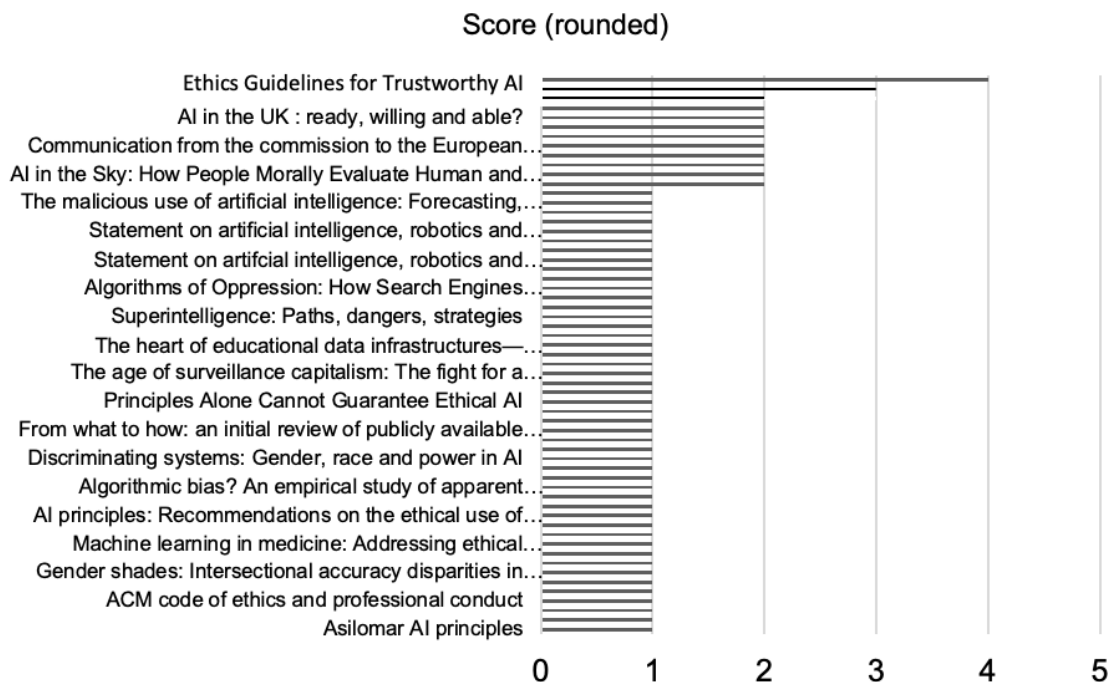 Score (rounded)
Ethics Guidelines for Trustworthy AI
AI in the UK : ready, willing and able?
Communication from the commission to the European…
AI in the Sky: How People Morally Evaluate Human and…
The malicious use of artificial intelligence: Forecasting,…
Statement on artificial intelligence, robotics and…
Statement on artifcial intelligence, robotics and…
Algorithms of Oppression: How Search Engines…
Superintelligence: Paths, dangers, strategies
The heart of educational data infrastructures—…
The age of surveillance capitalism: The fight for a…
Principles Alone Cannot Guarantee Ethical AI
From what to how: an initial review of publicly available…
Discriminating systems: Gender, race and power in AI
Algorithmic bias? An empirical study of apparent…
AI principles: Recommendations on the ethical use of…
Machine learning in medicine: Addressing ethical…
Gender shades: Intersectional accuracy disparities in…
ACM code of ethics and professional conduct
Asilomar AI principles
0 1 2 3 4 5